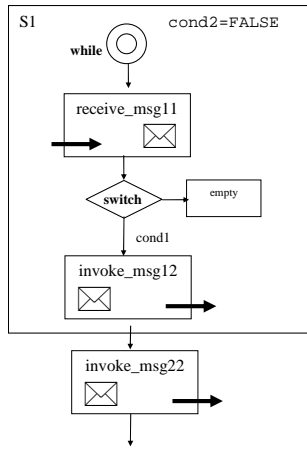 S1
cond2=FALSE
while
receive_msg11
switch
empty
cond1
invoke_msg12
invoke_msg22